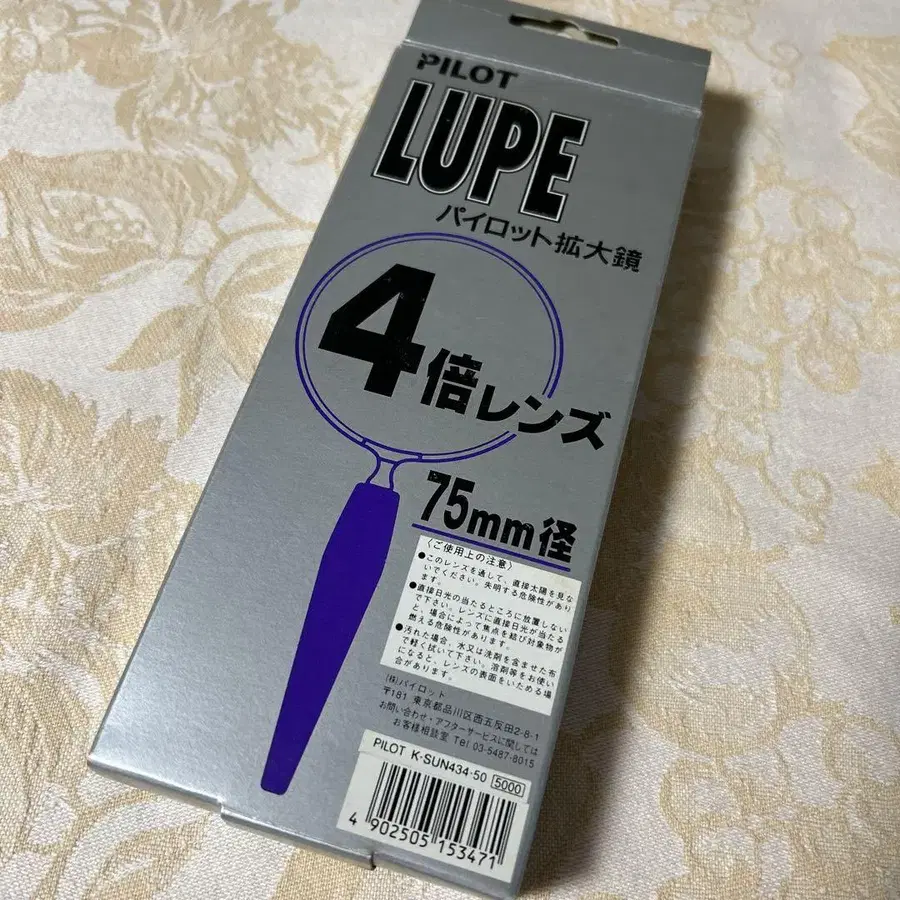 PILOT
LUPE
パイロット拡大鏡
4倍レンズ
75mm径
〈ご使用上の注意〉
●このレンズを通して、直接太陽を見な
いでください。失明する危険性があり
ます。
●直接日光の当たるところに放置しない
で下さい。レンズに直接日光が当たる
と、場合によって焦点を結び対象物が
燃える危険性があります。
●汚れた場合、水又は洗剤を含ませた布
で軽く拭いて下さい。溶剤等をお使い
になると、レンズの表面をいためる場
合があります。
(株)パイロット
〒181 東京都品川区西五反田2-8-1
お問い合わせ・アフターサービスに関しては
お客様相談室 Tel 03-5487-8015
PILOT K-SUN434-50 5000
4 902505 153471